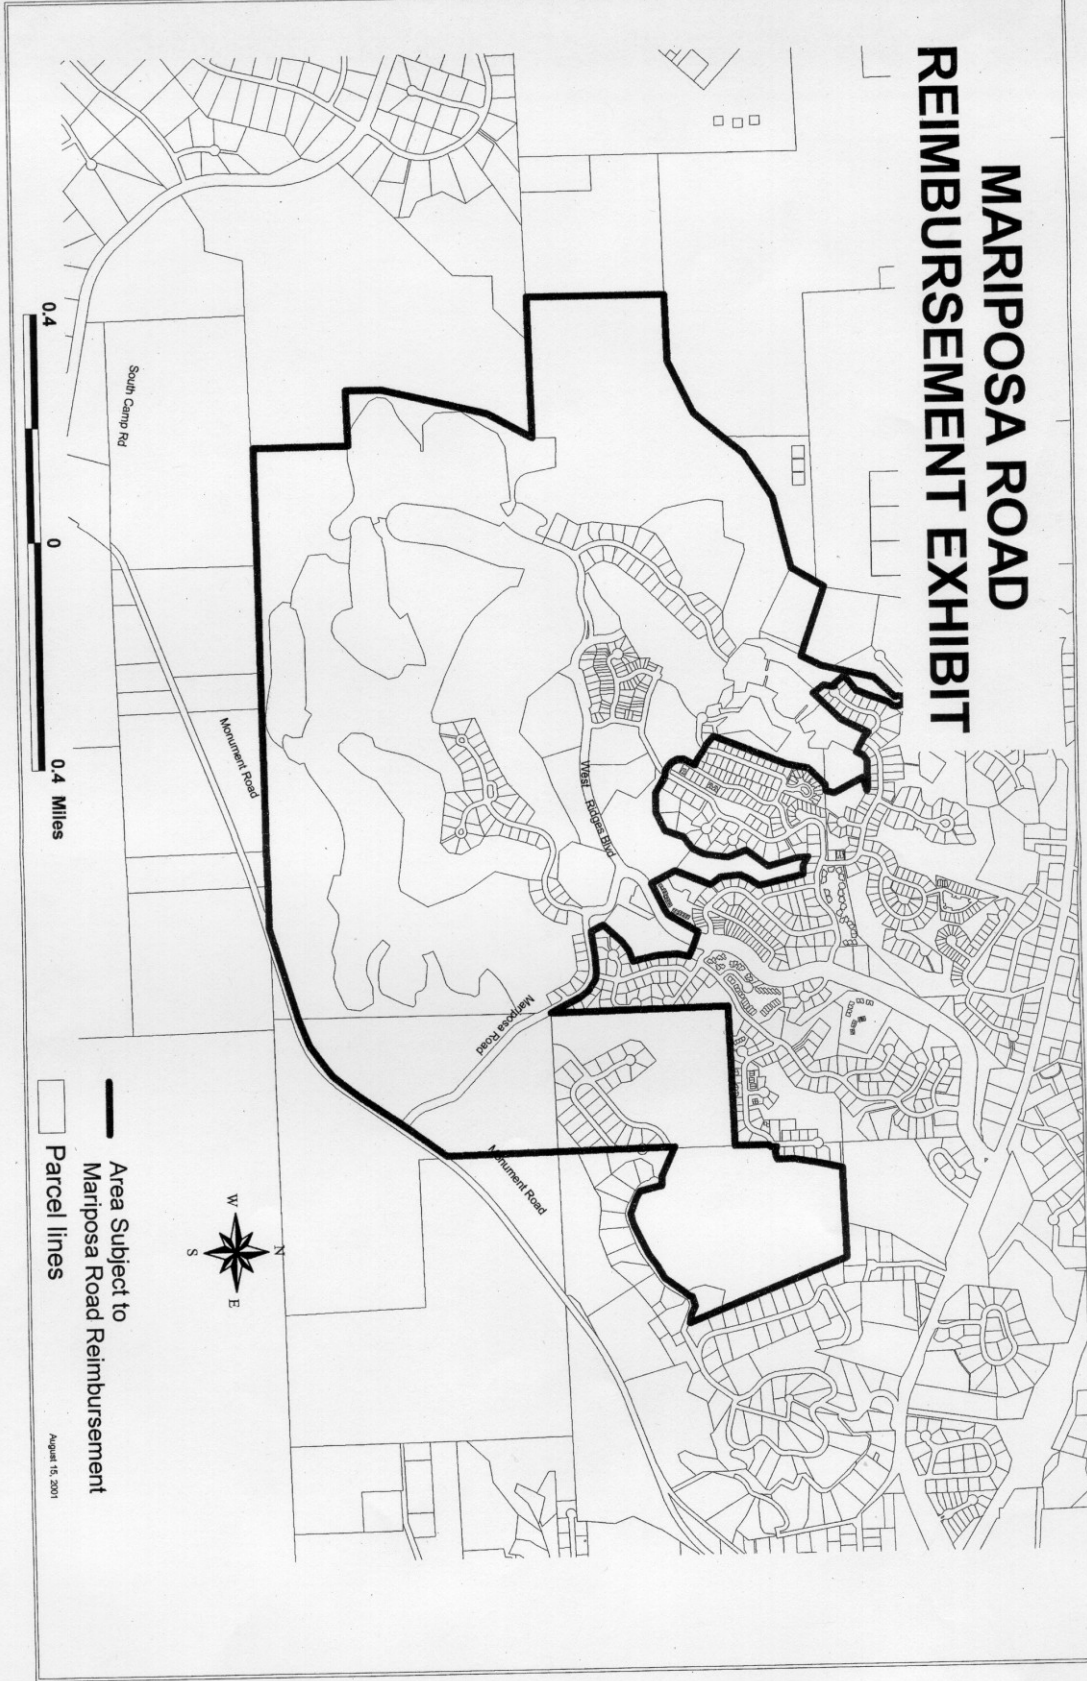 MARIPOSA ROAD
REIMBURSEMENT EXHIBIT
West Ridges Blvd
Mariposa Road
Monument Road
Monument Road
South Camp Rd
0.4 0 0.4 Miles
N
W E
S
Area Subject to
Mariposa Road Reimbursement
Parcel lines
August 15, 2001